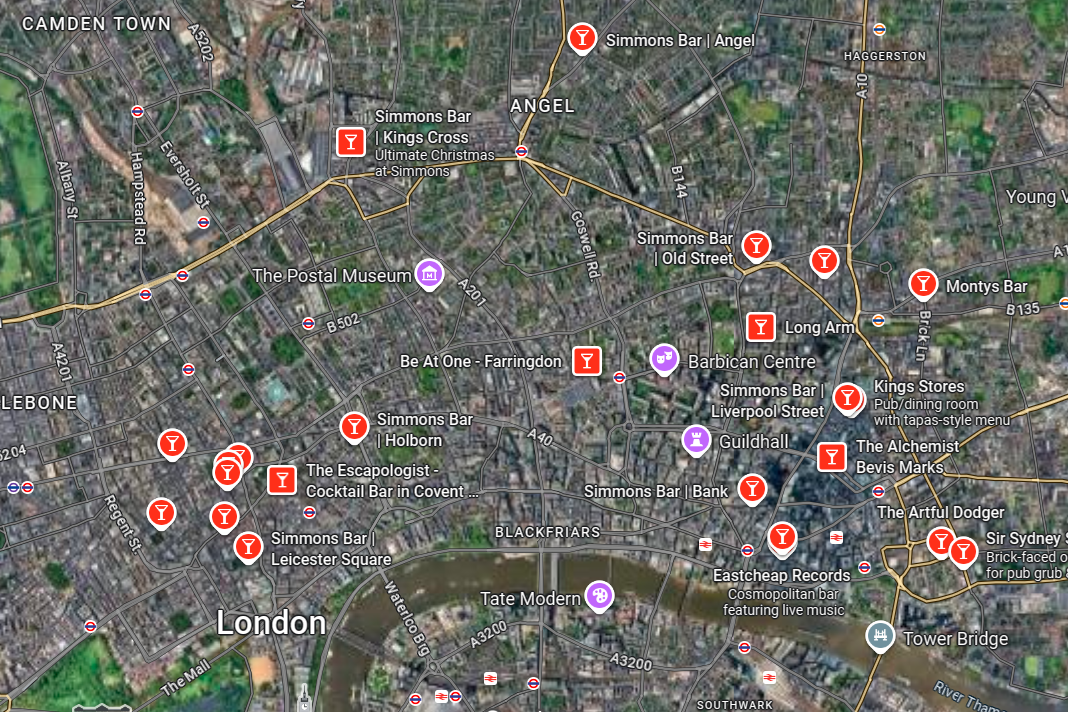 CAMDEN TOWN
A5202
Simmons Bar | Angel
HAGGERSTON
A10
ANGEL
Simmons Bar
| Kings Cross
Ultimate Christmas
at Simmons
Eversholt St
Hampstead Rd
Albany St
B144
Young V
Goswell Rd.
Simmons Bar
| Old Street
The Postal Museum
A201
Montys Bar
B135
B502
Long Arm
Brick Ln
A4201
Be At One - Farringdon
Barbican Centre
LEBONE
Simmons Bar |
Liverpool Street
Kings Stores
Pub/dining room
with tapas-style menu
Simmons Bar
| Holborn
A40
Guildhall
The Alchemist
Bevis Marks
5204
The Escapologist -
Cocktail Bar in Covent ...
Simmons Bar | Bank
Regent St.
The Artful Dodger
Simmons Bar |
Leicester Square
BLACKFRIARS
Sir Sydney S
Brick-faced o
for pub grub &
Eastcheap Records
Cosmopolitan bar
featuring live music
Waterloo Brg
Tate Modern
London
A3200
A3200
Tower Bridge
The Mall
SOUTHWARK
River Tham